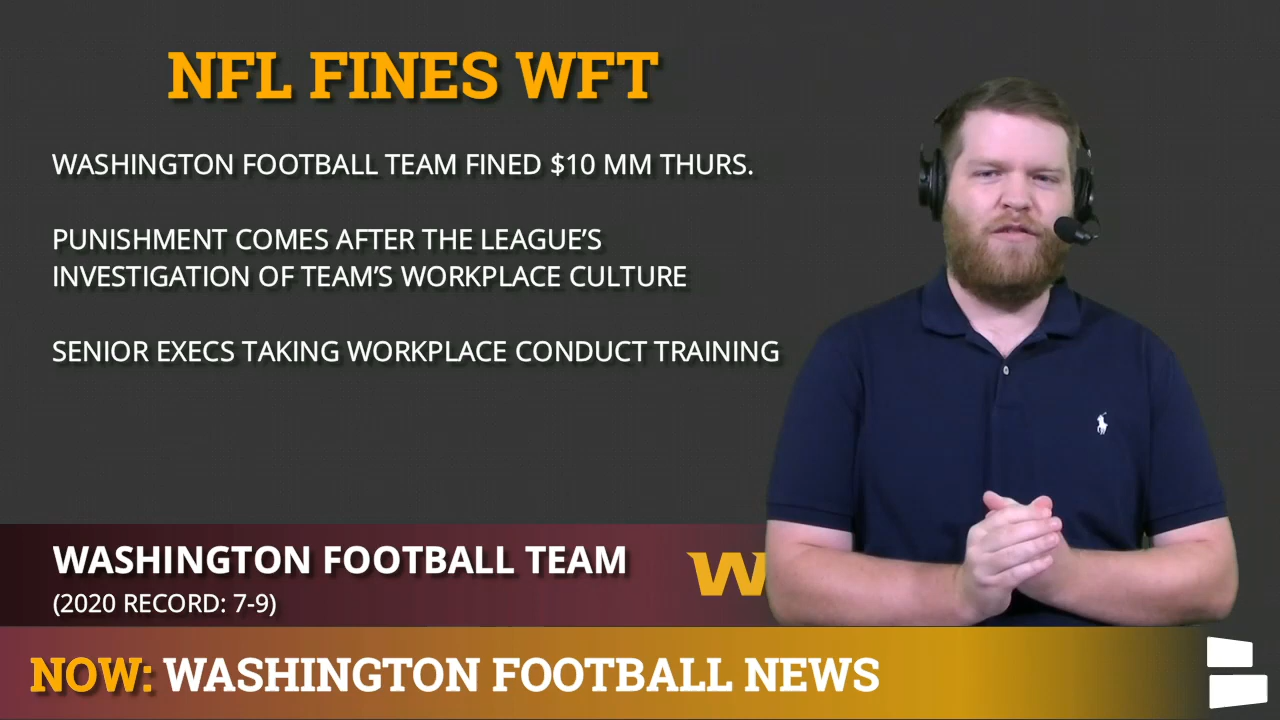 NFL FINES WFT
WASHINGTON FOOTBALL TEAM FINED $10 MM THURS.
PUNISHMENT COMES AFTER THE LEAGUE'S
INVESTIGATION OF TEAM'S WORKPLACE CULTURE
SENIOR EXECS TAKING WORKPLACE CONDUCT TRAINING
WASHINGTON FOOTBALL TEAM
W
(2020 RECORD: 7-9)
NOW: WASHINGTON FOOTBALL NEWS